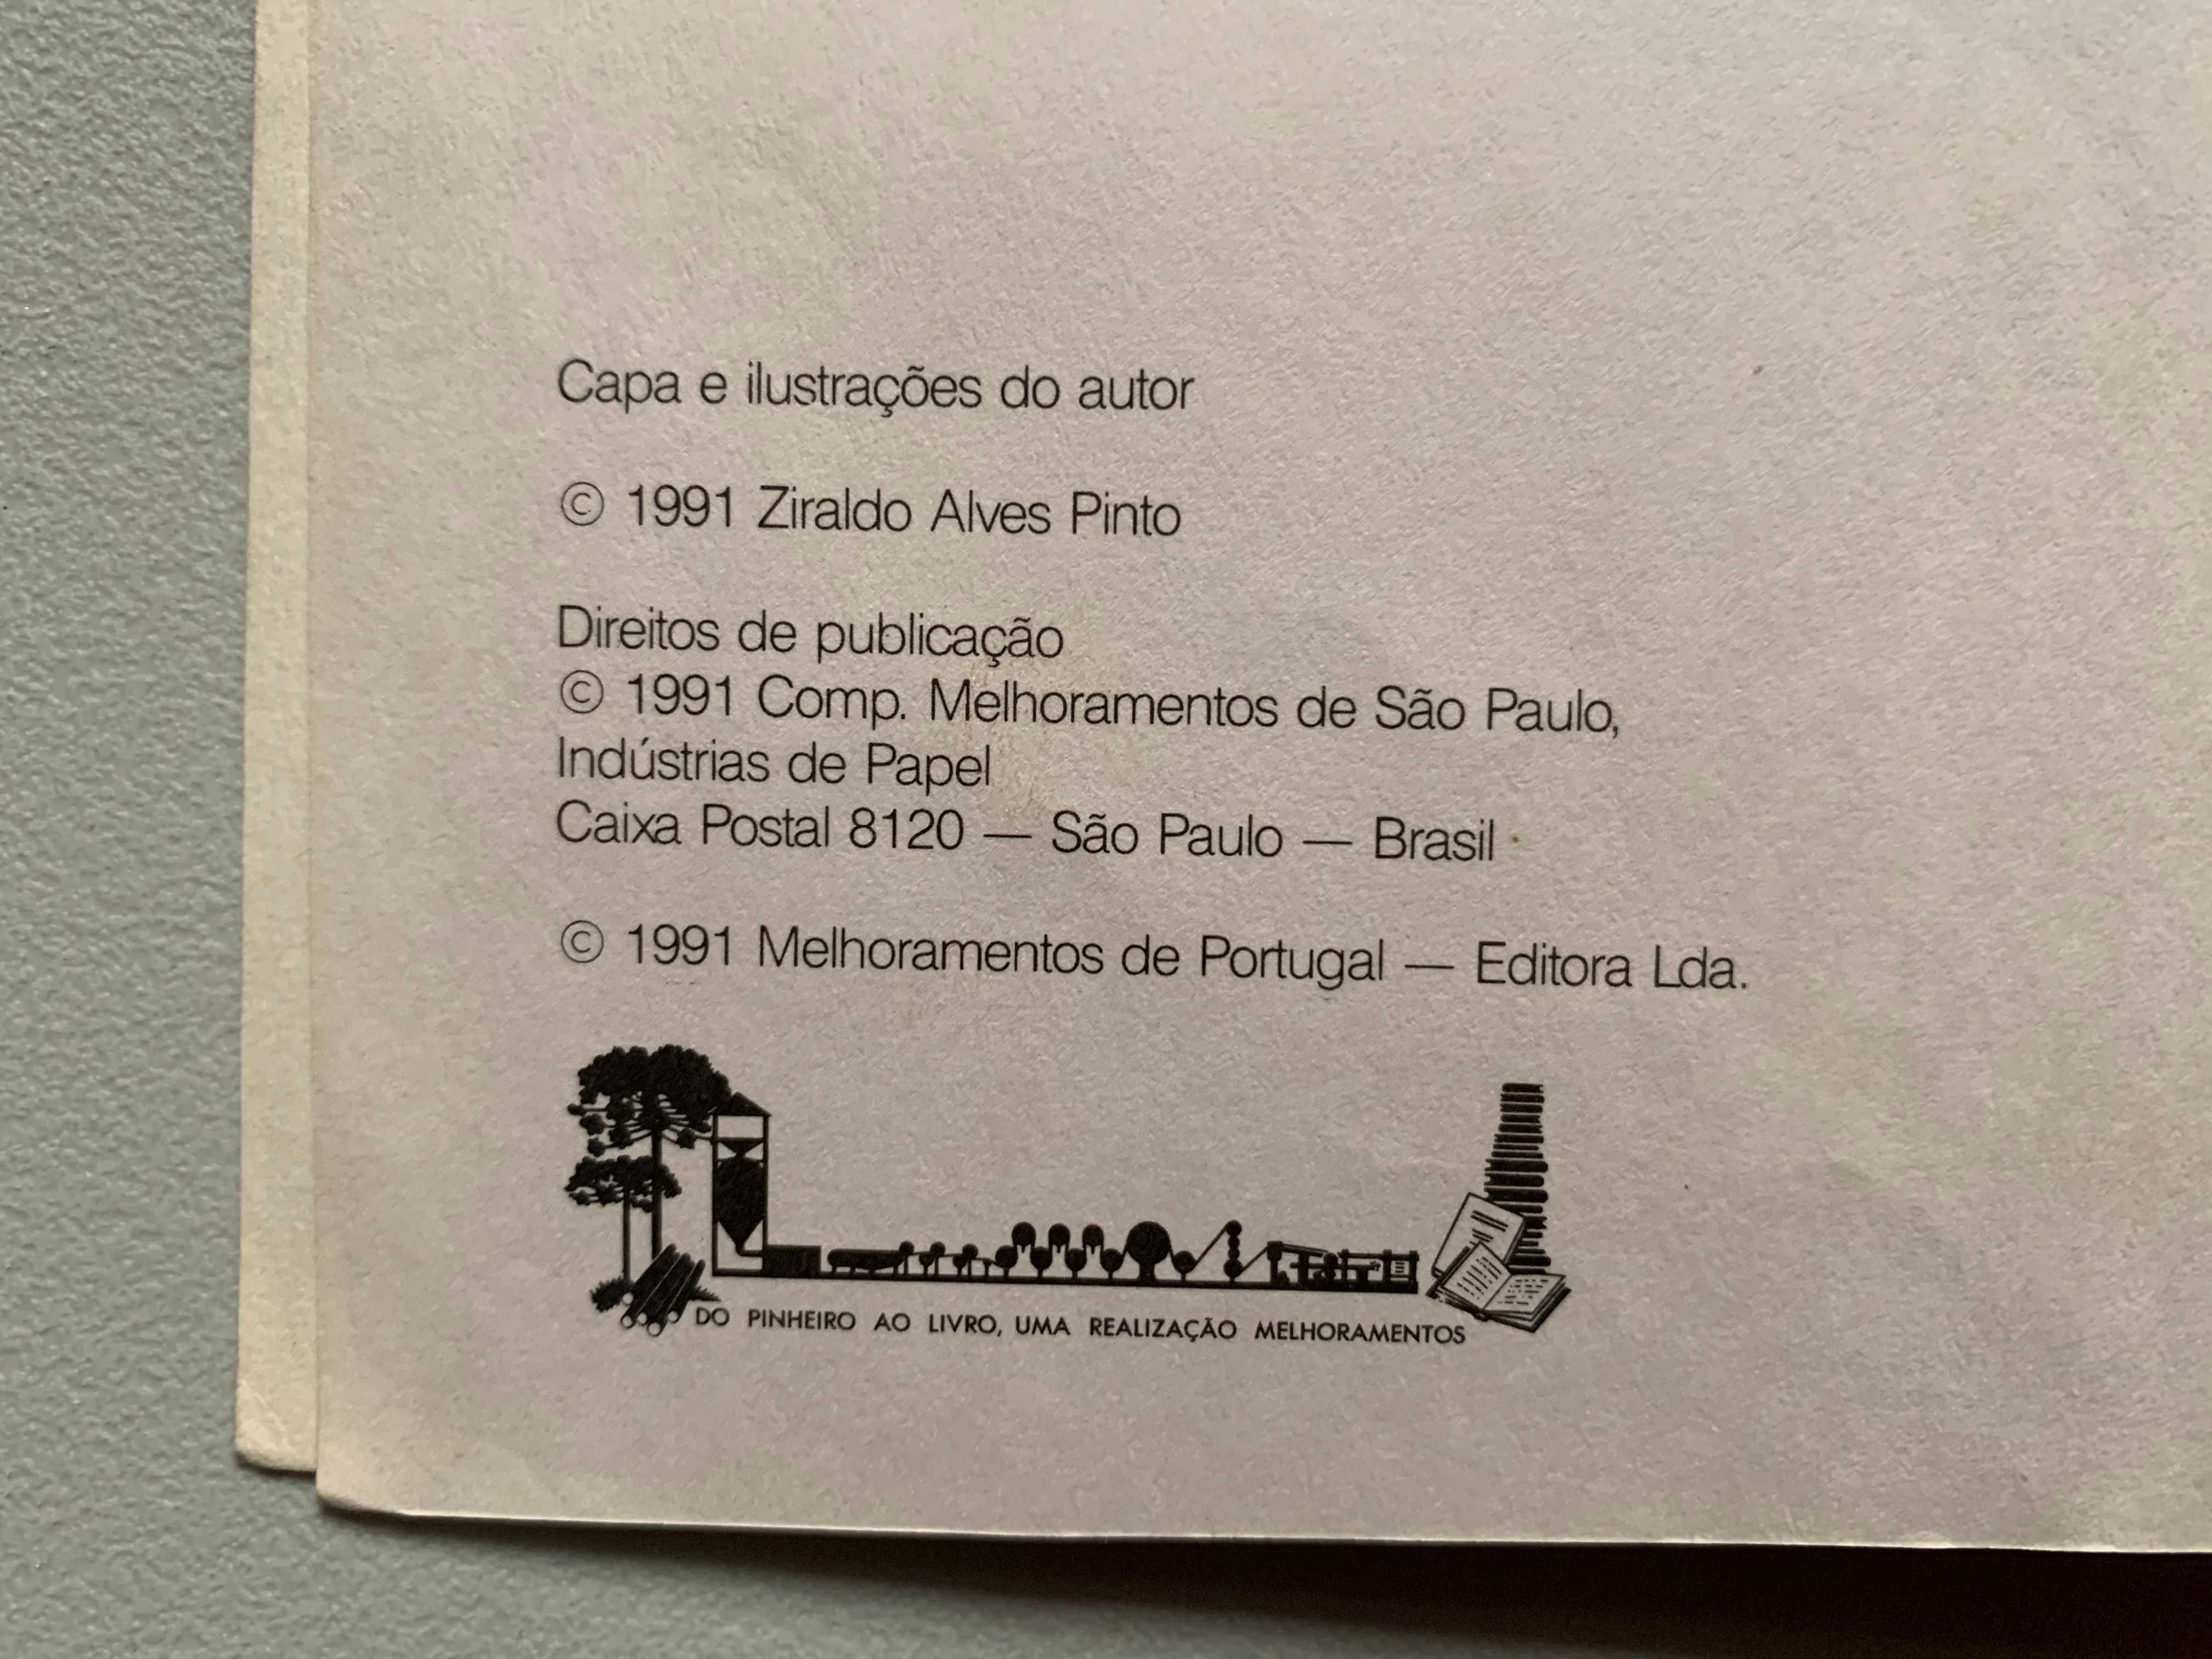 Capa e ilustrações do autor
© 1991 Ziraldo Alves Pinto
Direitos de publicação
© 1991 Comp. Melhoramentos de São Paulo,
Indústrias de Papel
Caixa Postal 8120 — São Paulo — Brasil
© 1991 Melhoramentos de Portugal — Editora Lda.
DO PINHEIRO AO LIVRO, UMA REALIZAÇÃO MELHORAMENTOS